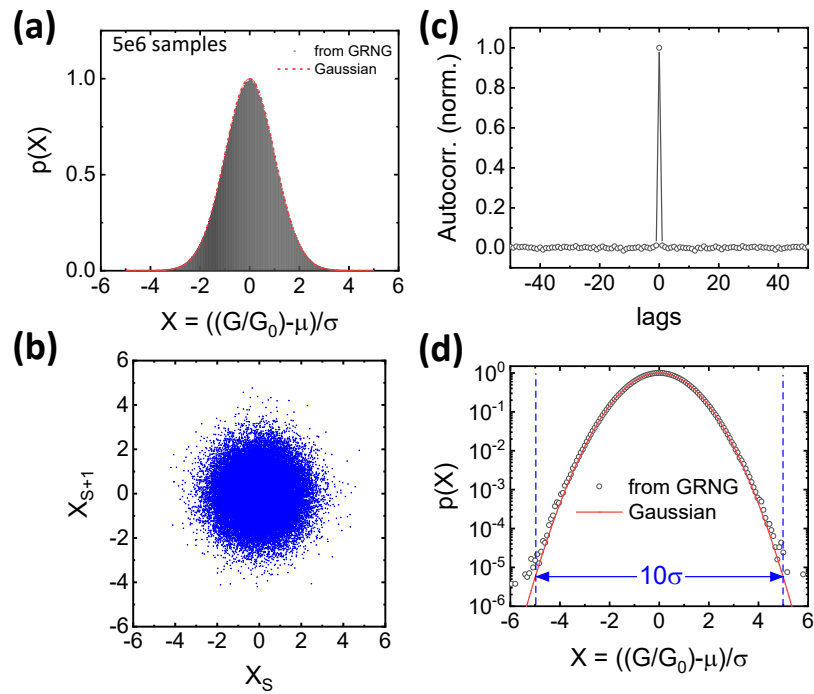 (a)
5e6 samples
from GRNG
Gaussian
p(X)
1.0
0.5
0.0
-6 -4 -2 0 2 4 6
X = ((G/G₀)-μ)/σ
(c)
Autocorr. (norm.)
1.0
0.8
0.6
0.4
0.2
0.0
-40 -20 0 20 40
lags
(b)
X_{S+1}
6
4
2
0
-2
-4
-6
-6 -4 -2 0 2 4 6
X_S
(d)
p(X)
10⁰
10⁻¹
10⁻²
10⁻³
10⁻⁴
10⁻⁵
10⁻⁶
from GRNG
Gaussian
10σ
-6 -4 -2 0 2 4 6
X = ((G/G₀)-μ)/σ